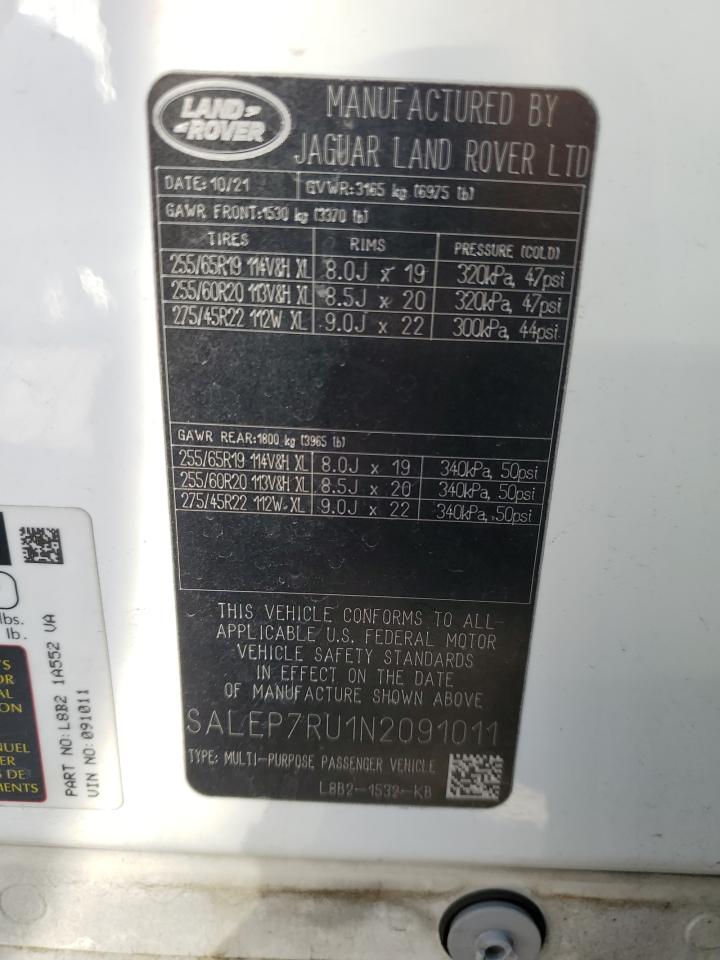 LAND ROVER
MANUFACTURED BY
JAGUAR LAND ROVER LTD
DATE:10/21 GVWR:3165 kg (6975 lb)
GAWR FRONT:1530 kg (3370 lb)
TIRES RIMS PRESSURE (COLD)
255/65R19 114V&H XL 8.0J x 19 320kPa, 47psi
255/60R20 113V&H XL 8.5J x 20 320kPa, 47psi
275/45R22 112W XL 9.0J x 22 300kPa, 44psi
GAWR REAR:1800 kg (3965 lb)
255/65R19 114V&H XL 8.0J x 19 340kPa, 50psi
255/60R20 113V&H XL 8.5J x 20 340kPa, 50psi
275/45R22 112W XL 9.0J x 22 340kPa, 50psi
THIS VEHICLE CONFORMS TO ALL
APPLICABLE U.S. FEDERAL MOTOR
VEHICLE SAFETY STANDARDS
IN EFFECT ON THE DATE
OF MANUFACTURE SHOWN ABOVE
SALEP7RU1N2091011
TYPE: MULTI-PURPOSE PASSENGER VEHICLE
L8B2-1532-KB
lbs.
lb.
PART NO:L8B2 1A552 VA
VIN NO:091011